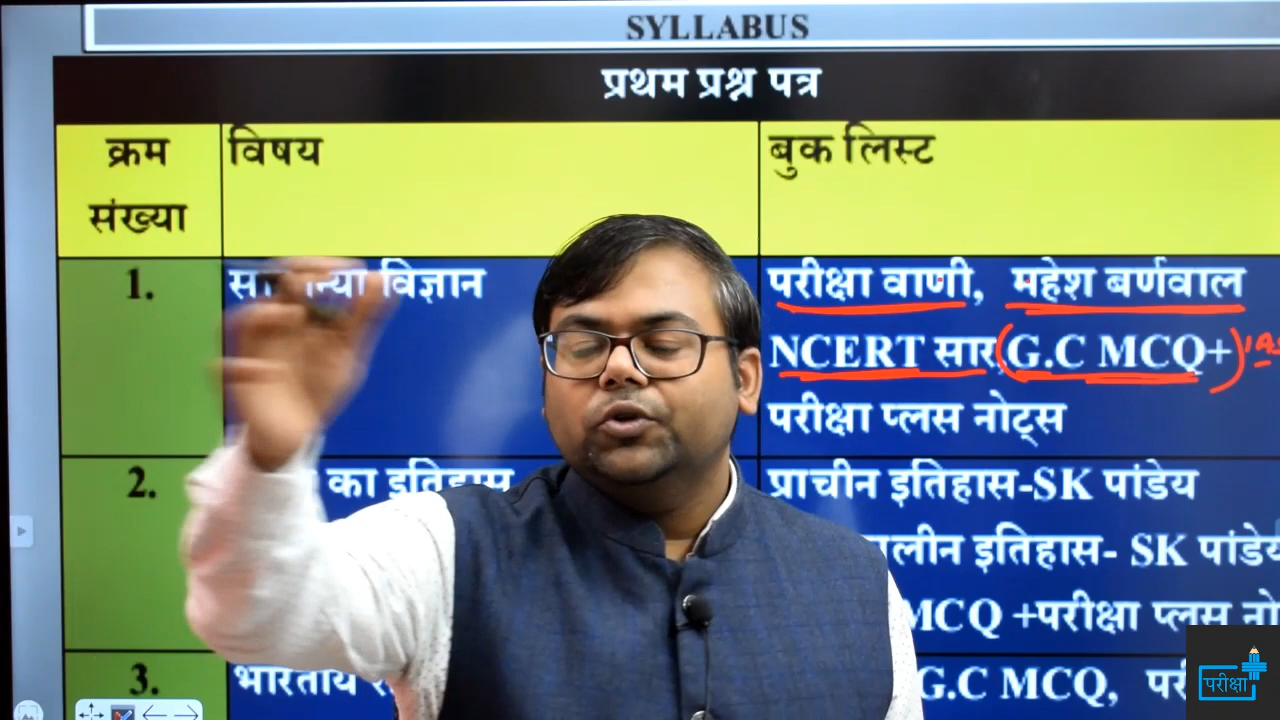 SYLLABUS
प्रथम प्रश्न पत्र
क्रम संख्या
विषय
बुक लिस्ट
1.
विज्ञान
परीक्षा वाणी, महेश बर्णवाल
NCERT सार (G.C MCQ+)
परीक्षा प्लस नोट्स
2.
का इतिहास
प्राचीन इतिहास-SK पांडेय
इतिहास- SK पांडेय
MCQ +परीक्षा प्लस
3.
भारतीय
G.C MCQ,
परीक्षा